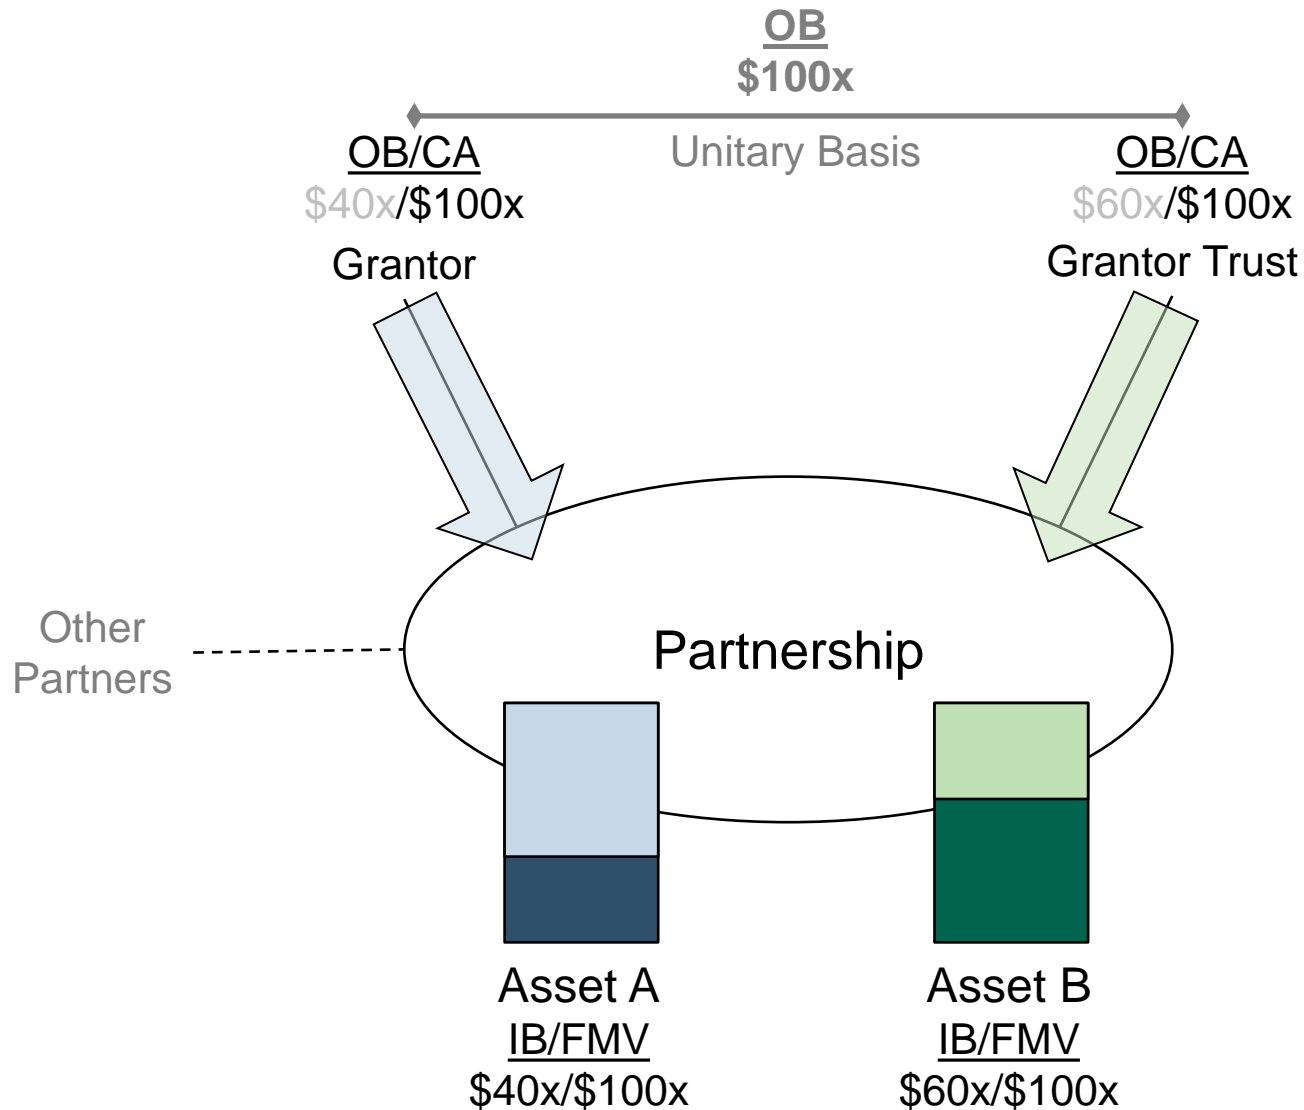 OB
$100x
Unitary Basis
OB/CA
$40x/$100x
Grantor
OB/CA
$60x/$100x
Grantor Trust
Other
Partners
Partnership
Asset A
IB/FMV
$40x/$100x
Asset B
IB/FMV
$60x/$100x